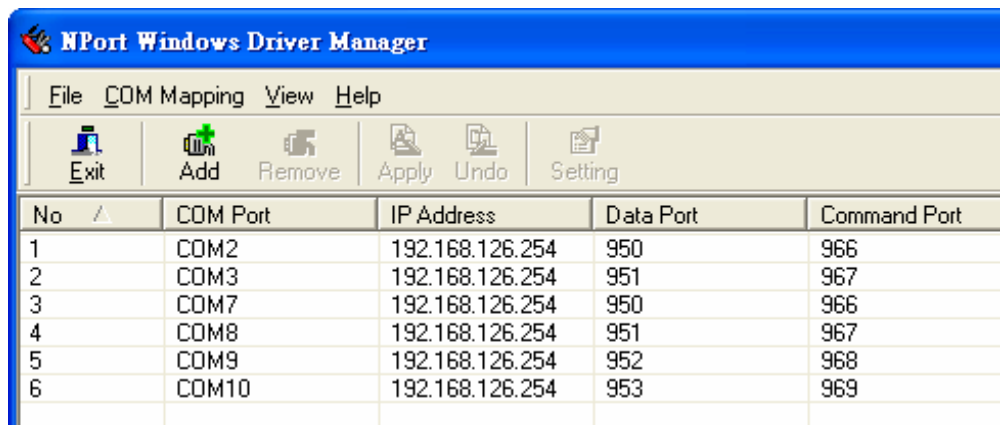 NPort Windows Driver Manager
File COM Mapping View Help
Exit Add Remove Apply Undo Setting
No COM Port IP Address Data Port Command Port
1 COM2 192.168.126.254 950 966
2 COM3 192.168.126.254 951 967
3 COM7 192.168.126.254 950 966
4 COM8 192.168.126.254 951 967
5 COM9 192.168.126.254 952 968
6 COM10 192.168.126.254 953 969